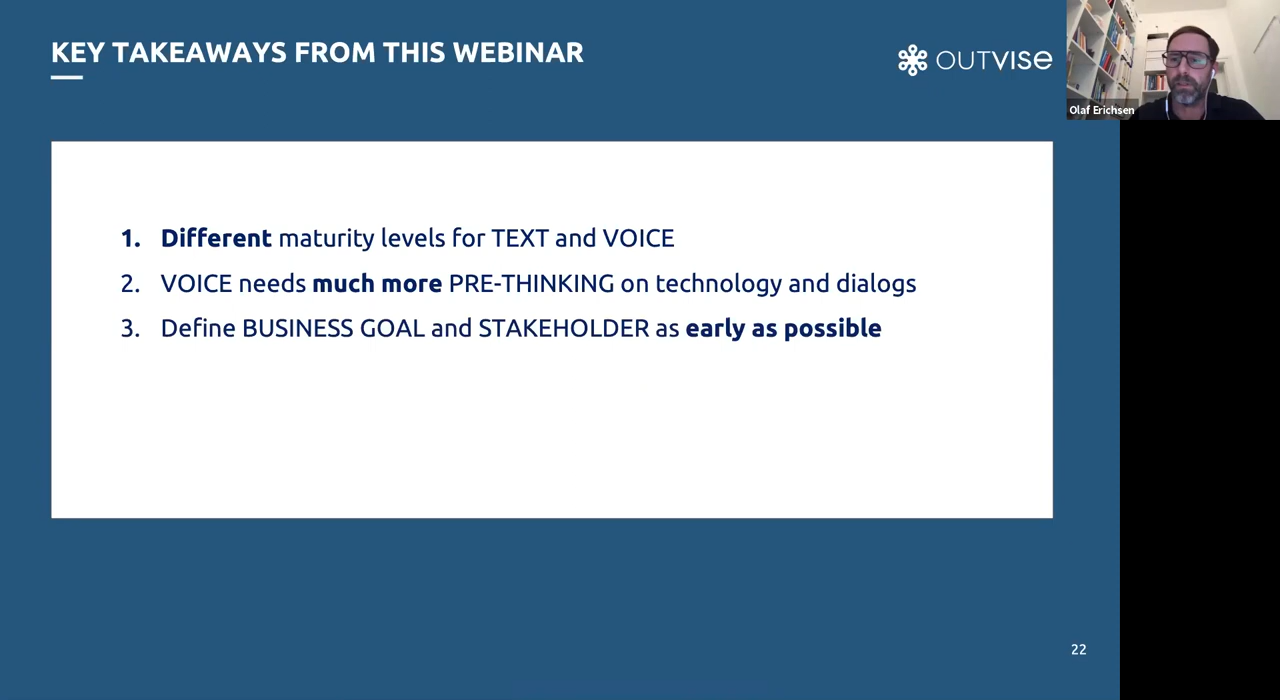 KEY TAKEAWAYS FROM THIS WEBINAR
OUTVISE
Olaf Erichsen
1. Different maturity levels for TEXT and VOICE
2. VOICE needs much more PRE-THINKING on technology and dialogs
3. Define BUSINESS GOAL and STAKEHOLDER as early as possible
22